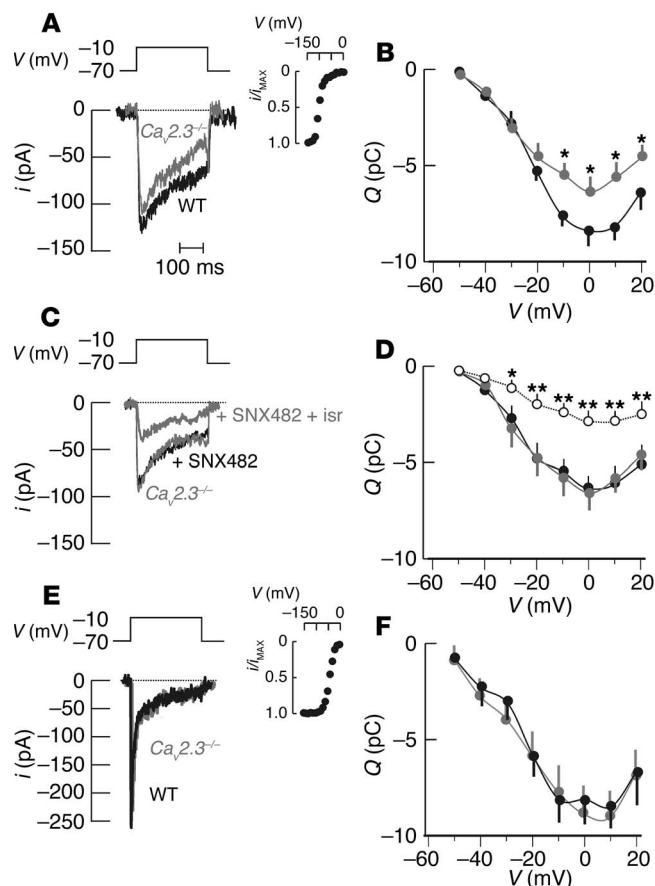 A
V (mV)
−10
−70
0
−50
−100
−150
i (pA)
Cav2.3−/−
WT
100 ms
V (mV)
−150
0
0
0.5
1.0
i/iMAX
B
0
−5
−10
Q (pC)
* * * *
−60 −40 −20 0 20
V (mV)
C
V (mV)
−10
−70
0
−50
−100
−150
i (pA)
+ SNX482 + isr
+ SNX482
Cav2.3−/−
D
0
−5
−10
Q (pC)
* ** ** ** ** **
−60 −40 −20 0 20
V (mV)
E
V (mV)
−10
−70
0
−50
−100
−150
−200
−250
i (pA)
Cav2.3−/−
WT
V (mV)
−150
0
0
0.5
1.0
i/iMAX
F
0
−5
−10
Q (pC)
−60 −40 −20 0 20
V (mV)